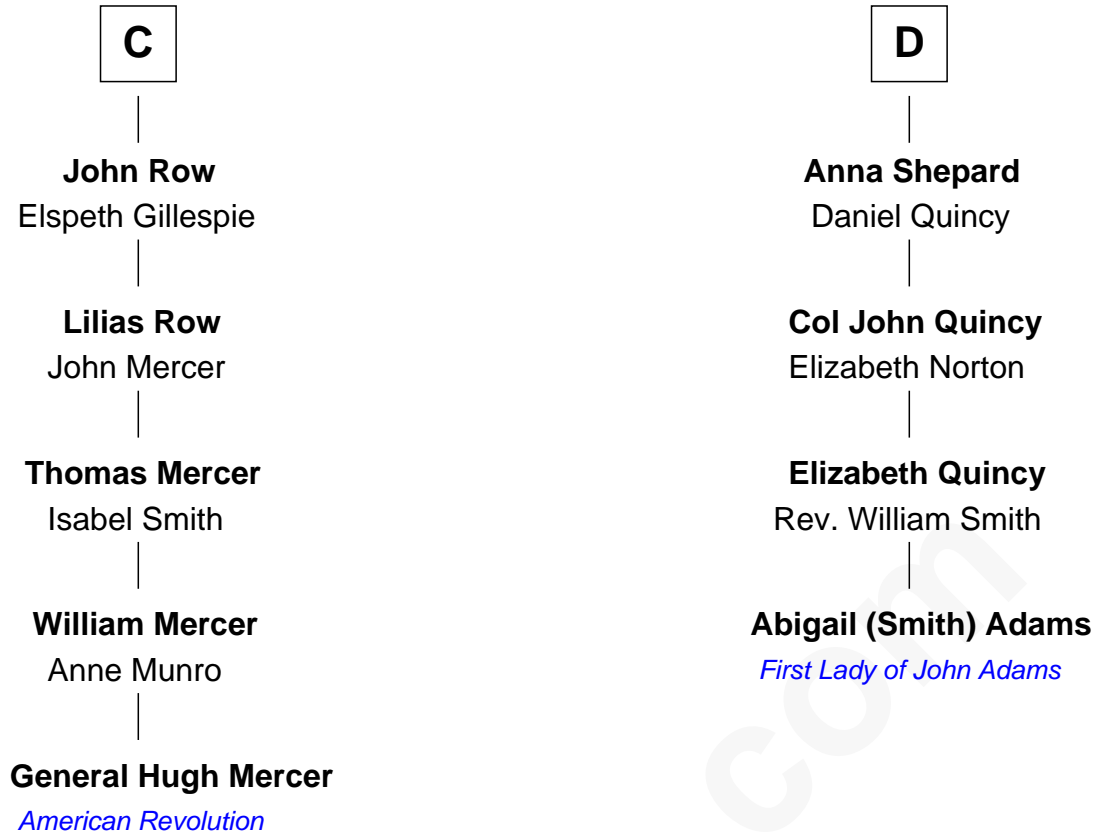 C
John Row
Elspeth Gillespie
Lilias Row
John Mercer
Thomas Mercer
Isabel Smith
William Mercer
Anne Munro
General Hugh Mercer
American Revolution
D
Anna Shepard
Daniel Quincy
Col John Quincy
Elizabeth Norton
Elizabeth Quincy
Rev. William Smith
Abigail (Smith) Adams
First Lady of John Adams
com